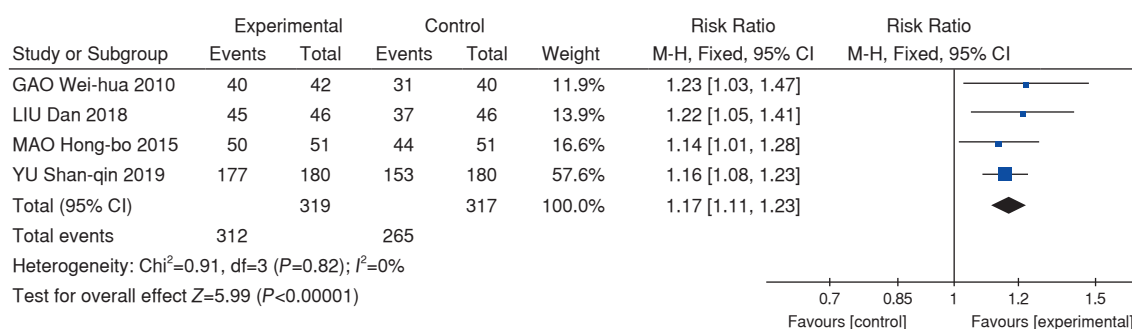 Experimental Control Risk Ratio Risk Ratio
Study or Subgroup Events Total Events Total Weight M-H, Fixed, 95% CI M-H, Fixed, 95% CI
GAO Wei-hua 2010 40 42 31 40 11.9% 1.23 [1.03, 1.47]
LIU Dan 2018 45 46 37 46 13.9% 1.22 [1.05, 1.41]
MAO Hong-bo 2015 50 51 44 51 16.6% 1.14 [1.01, 1.28]
YU Shan-qin 2019 177 180 153 180 57.6% 1.16 [1.08, 1.23]
Total (95% CI) 319 317 100.0% 1.17 [1.11, 1.23]
Total events 312 265
Heterogeneity: Chi²=0.91, df=3 (P=0.82); I²=0%
Test for overall effect Z=5.99 (P<0.00001)
0.7 0.85 1 1.2 1.5
Favours [control] Favours [experimental]